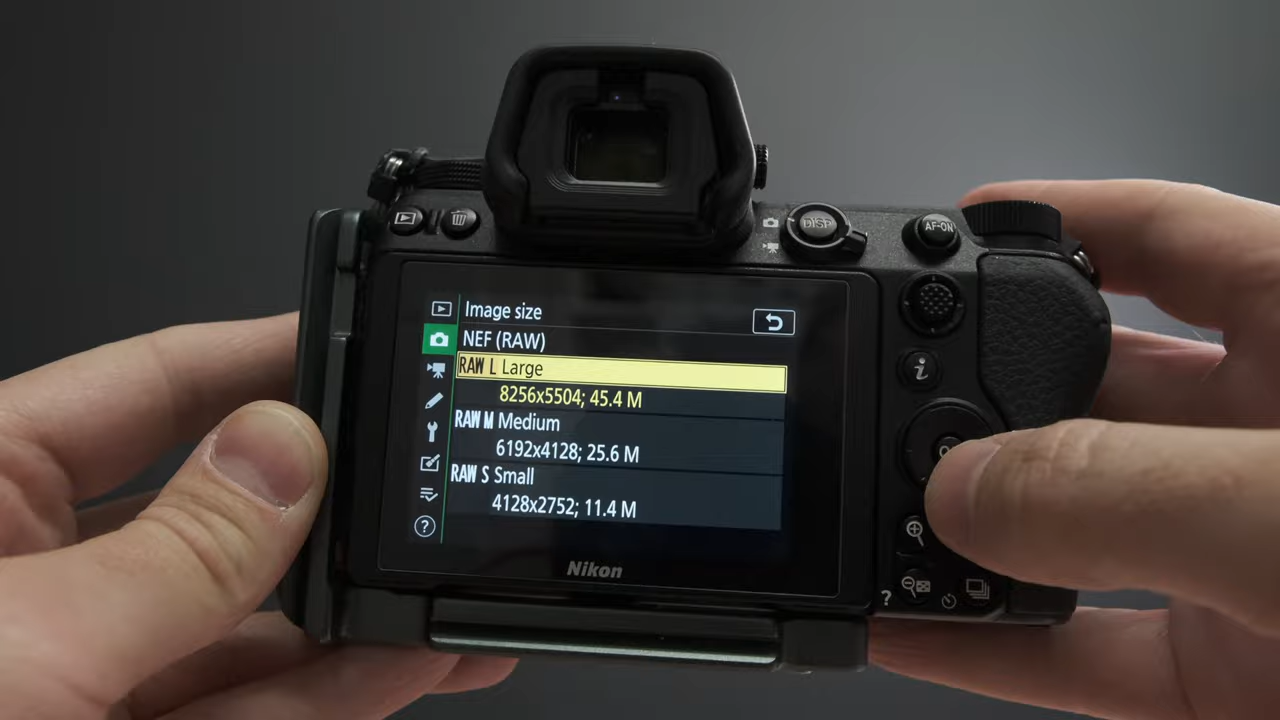 DISP
AF-ON
Image size
NEF (RAW)
RAW L Large
8256x5504; 45.4 M
RAW M Medium
6192x4128; 25.6 M
RAW S Small
4128x2752; 11.4 M
?
i
Nikon
?